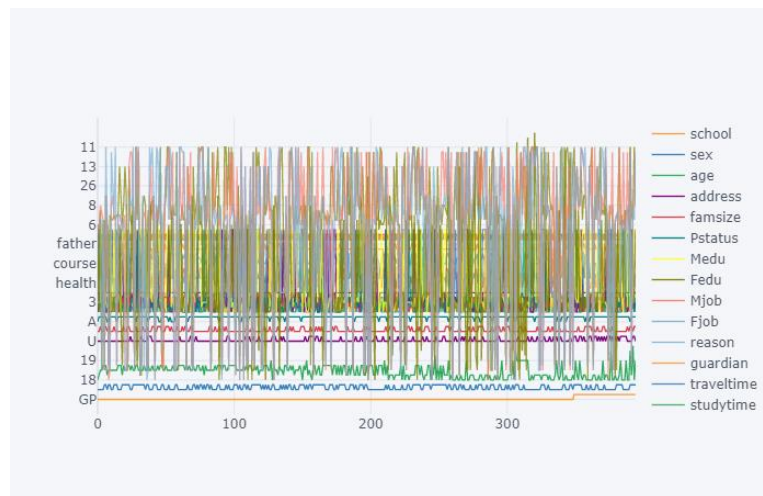 11
13
26
8
6
father
course
health
3
A
U
19
18
GP
0
100
200
300
school
sex
age
address
famsize
Pstatus
Medu
Fedu
Mjob
Fjob
reason
guardian
traveltime
studytime